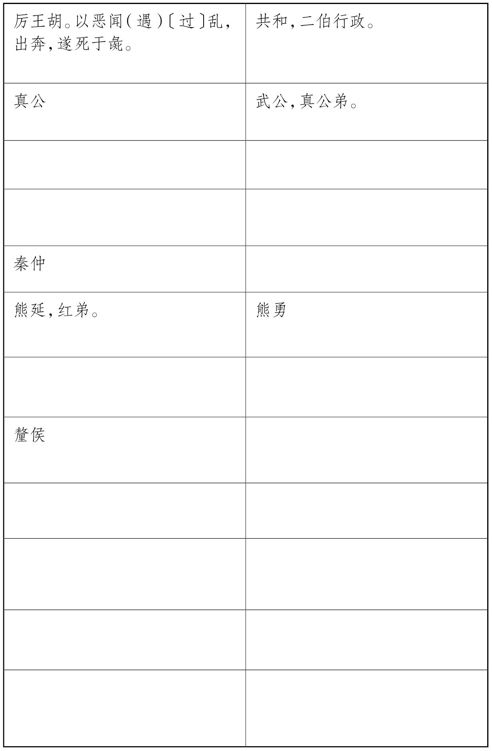 厉王胡。以恶闻(遇)〔过〕乱,
出奔,遂死于彘。
共和,二伯行政。
真公
武公,真公弟。
秦仲
熊延,红弟。
熊勇
釐侯